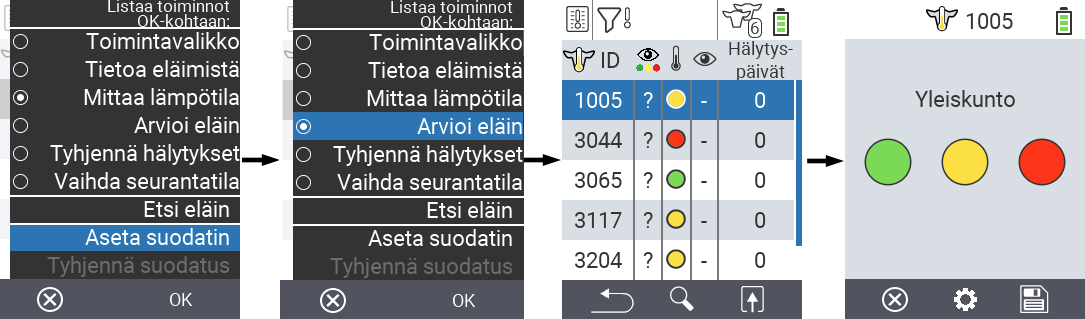 Listaa toiminnot
OK-kohtaan:
Toimintavalikko
Tietoa eläimistä
Mittaa lämpötila
Arvioi eläin
Tyhjennä hälytykset
Vaihda seurantatila
Etsi eläin
Aseta suodatin
Tyhjennä suodatus
OK
Listaa toiminnot
OK-kohtaan:
Toimintavalikko
Tietoa eläimistä
Mittaa lämpötila
Arvioi eläin
Tyhjennä hälytykset
Vaihda seurantatila
Etsi eläin
Aseta suodatin
Tyhjennä suodatus
OK
6
ID Hälytys-
päivät
1005 ? - 0
3044 ? - 0
3065 ? - 0
3117 ? - 0
3204 ? - 0
1005
Yleiskunto